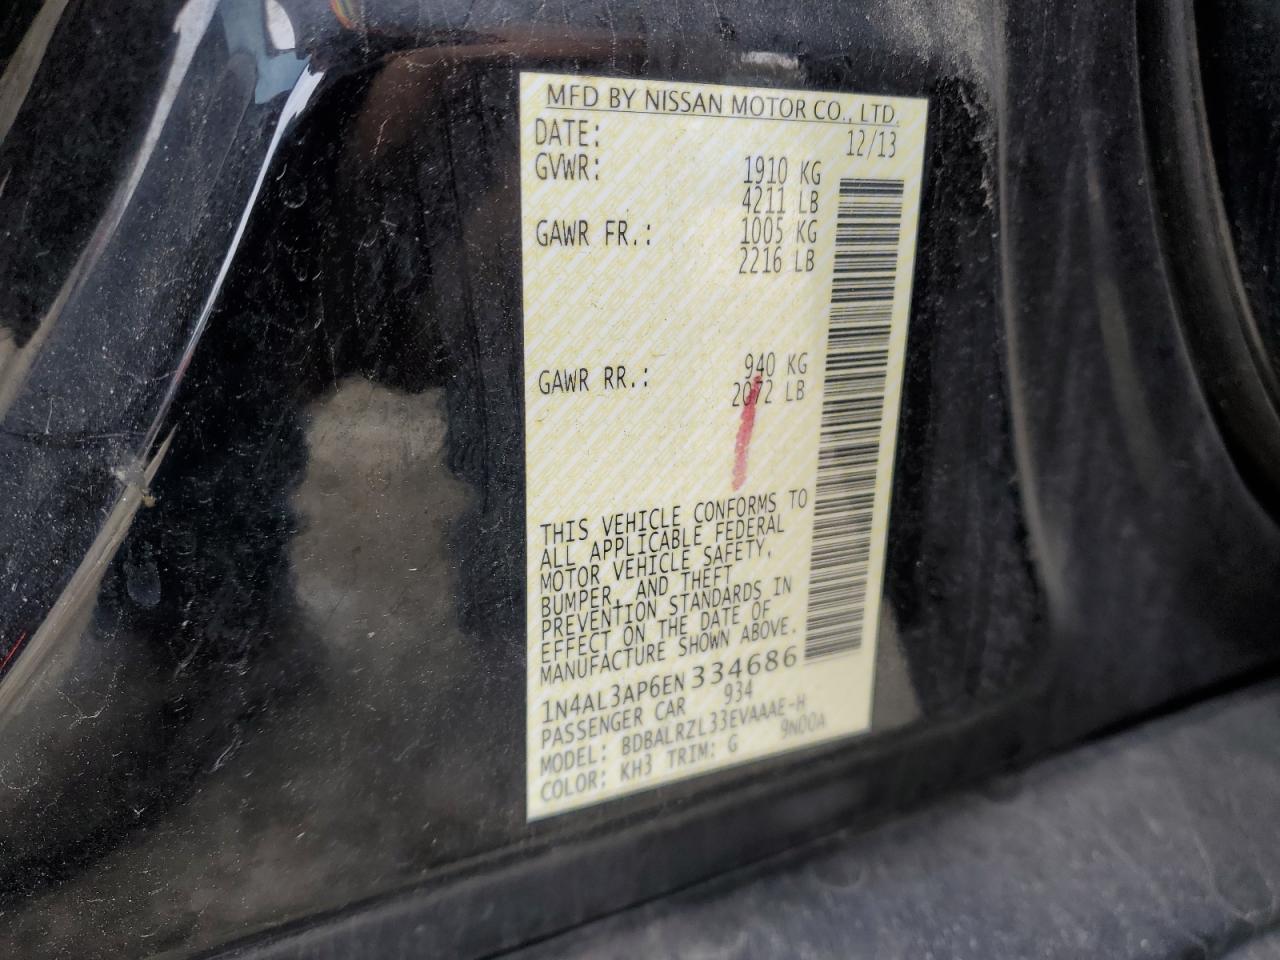 MFD BY NISSAN MOTOR CO., LTD.
DATE: 12/13
GVWR: 1910 KG
4211 LB
GAWR FR.: 1005 KG
2216 LB
GAWR RR.: 940 KG
2072 LB
THIS VEHICLE CONFORMS TO
ALL APPLICABLE FEDERAL
MOTOR VEHICLE SAFETY,
BUMPER, AND THEFT
PREVENTION STANDARDS IN
EFFECT ON THE DATE OF
MANUFACTURE SHOWN ABOVE.
1N4AL3AP6EN334686
PASSENGER CAR 934
MODEL: BDBALRZL33EVAAAE-H
COLOR: KH3 TRIM: G 9N00A